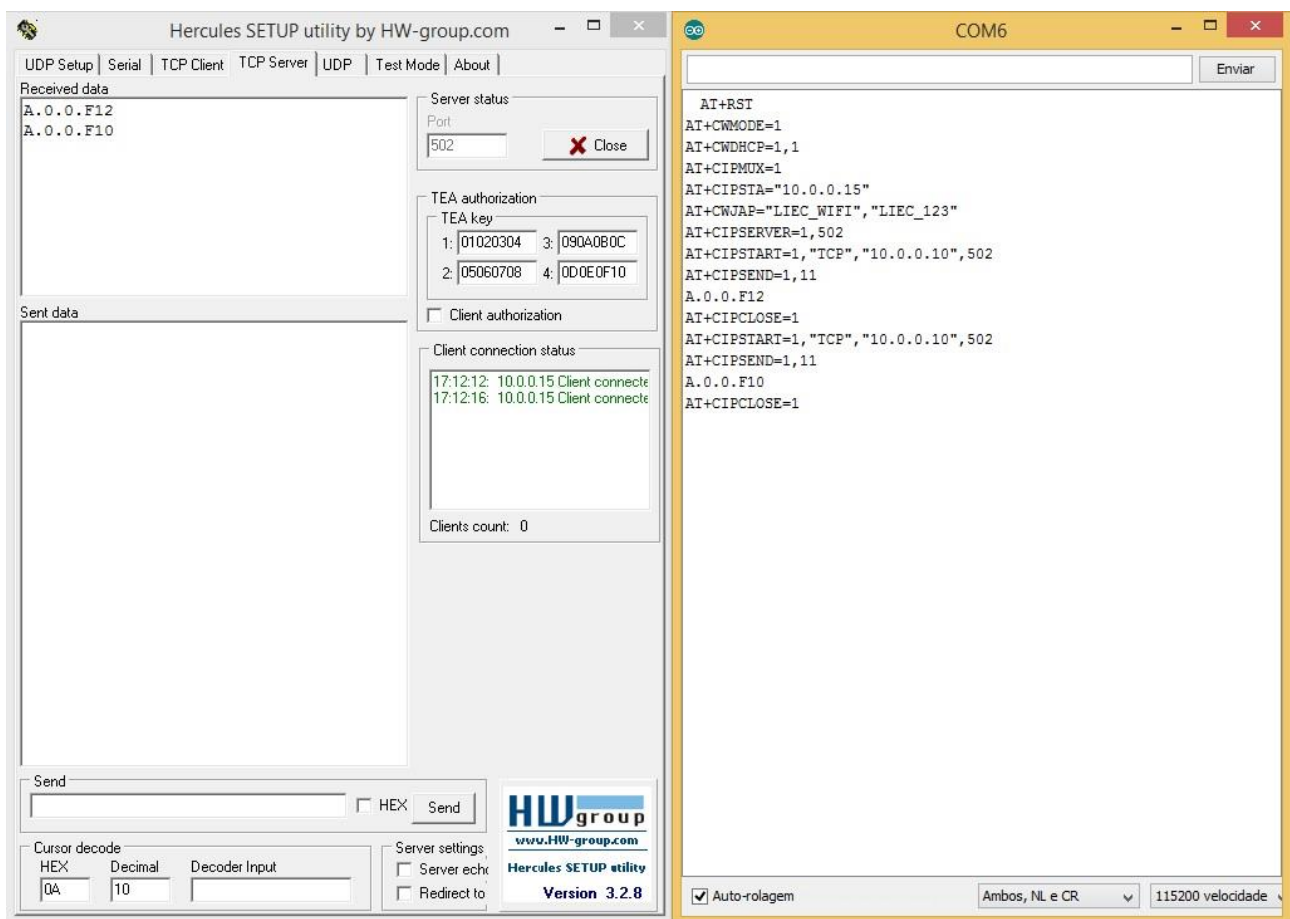 Hercules SETUP utility by HW-group.com
UDP Setup Serial TCP Client TCP Server UDP Test Mode About
Received data
A.0.0.F12
A.0.0.F10
Server status
Port
502 Close
TEA authorization
TEA key
1: 01020304 3: 090A0B0C
2: 05060708 4: 0D0E0F10
Client authorization
Sent data
Client connection status
17:12:12: 10.0.0.15 Client connecte
17:12:16: 10.0.0.15 Client connecte
Clients count: 0
Send
HEX Send
HWgroup
www.HW-group.com
Hercules SETUP utility
Version 3.2.8
Cursor decode
HEX Decimal Decoder Input
0A 10
Server settings
Server echo
Redirect to
COM6
Enviar
AT+RST
AT+CWMODE=1
AT+CWDHCP=1,1
AT+CIPMUX=1
AT+CIPSTA="10.0.0.15"
AT+CWJAP="LIEC_WIFI","LIEC_123"
AT+CIPSERVER=1,502
AT+CIPSTART=1,"TCP","10.0.0.10",502
AT+CIPSEND=1,11
A.0.0.F12
AT+CIPCLOSE=1
AT+CIPSTART=1,"TCP","10.0.0.10",502
AT+CIPSEND=1,11
A.0.0.F10
AT+CIPCLOSE=1
Auto-rolagem Ambos, NL e CR 115200 velocidade